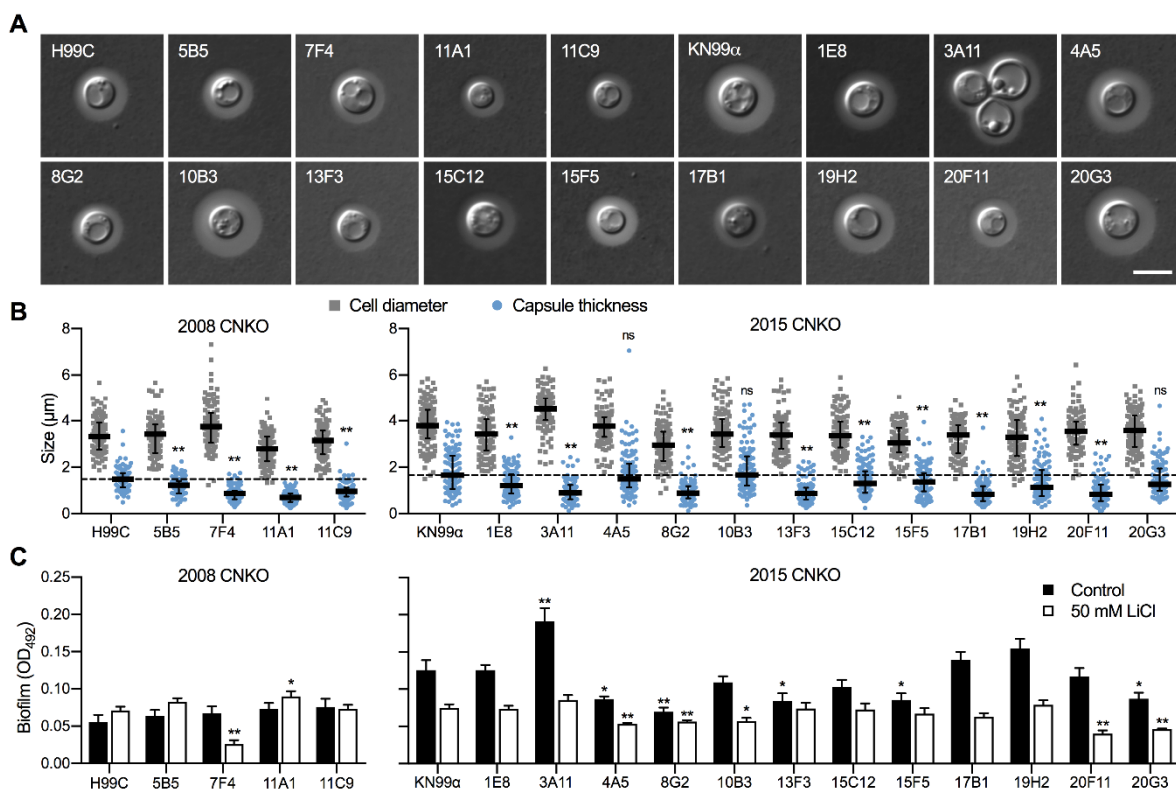 A
H99C 5B5 7F4 11A1 11C9 KN99α 1E8 3A11 4A5
8G2 10B3 13F3 15C12 15F5 17B1 19H2 20F11 20G3
B
Cell diameter Capsule thickness
2008 CNKO 2015 CNKO
Size (μm)
8 6 4 2 0
8 6 4 2 0
** ** ** **
** ** ns ** ns ** ** ** ** ** ** ns
H99C 5B5 7F4 11A1 11C9
KN99α 1E8 3A11 4A5 8G2 10B3 13F3 15C12 15F5 17B1 19H2 20F11 20G3
C
2008 CNKO 2015 CNKO
Biofilm (OD492)
0.25 0.20 0.15 0.10 0.05 0.00
Control
50 mM LiCl
** *
** * ** ** ** * * * ** * **
H99C 5B5 7F4 11A1 11C9
KN99α 1E8 3A11 4A5 8G2 10B3 13F3 15C12 15F5 17B1 19H2 20F11 20G3